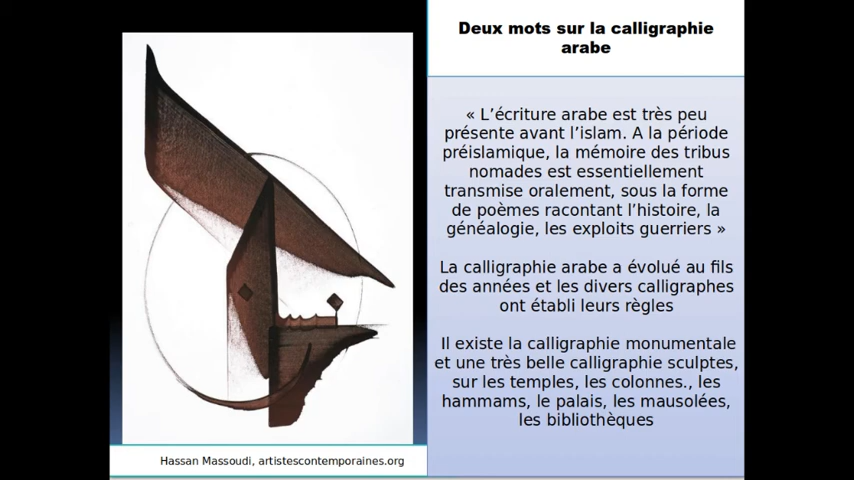 Deux mots sur la calligraphie
arabe
« L’écriture arabe est très peu
présente avant l’islam. A la période
préislamique, la mémoire des tribus
nomades est essentiellement
transmise oralement, sous la forme
de poèmes racontant l’histoire, la
généalogie, les exploits guerriers »
La calligraphie arabe a évolué au fils
des années et les divers calligraphes
ont établi leurs règles
Il existe la calligraphie monumentale
et une très belle calligraphie sculptes,
sur les temples, les colonnes., les
hammams, le palais, les mausolées,
les bibliothèques
Hassan Massoudi, artistescontemporaines.org